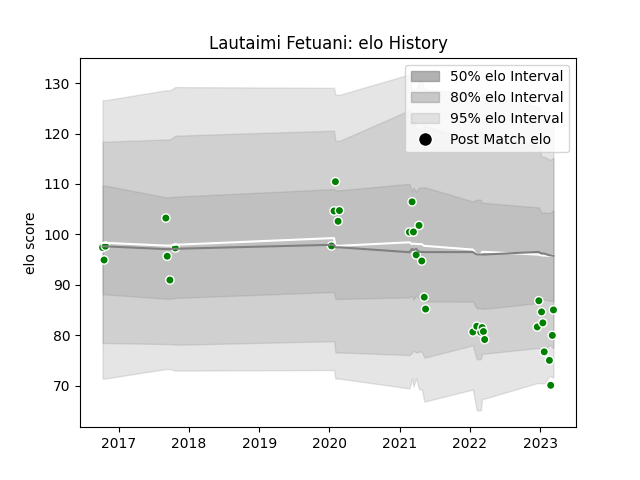 Lautaimi Fetuani: elo History
50% elo Interval
80% elo Interval
95% elo Interval
Post Match elo
elo score
130
120
110
100
90
80
70
2017 2018 2019 2020 2021 2022 2023